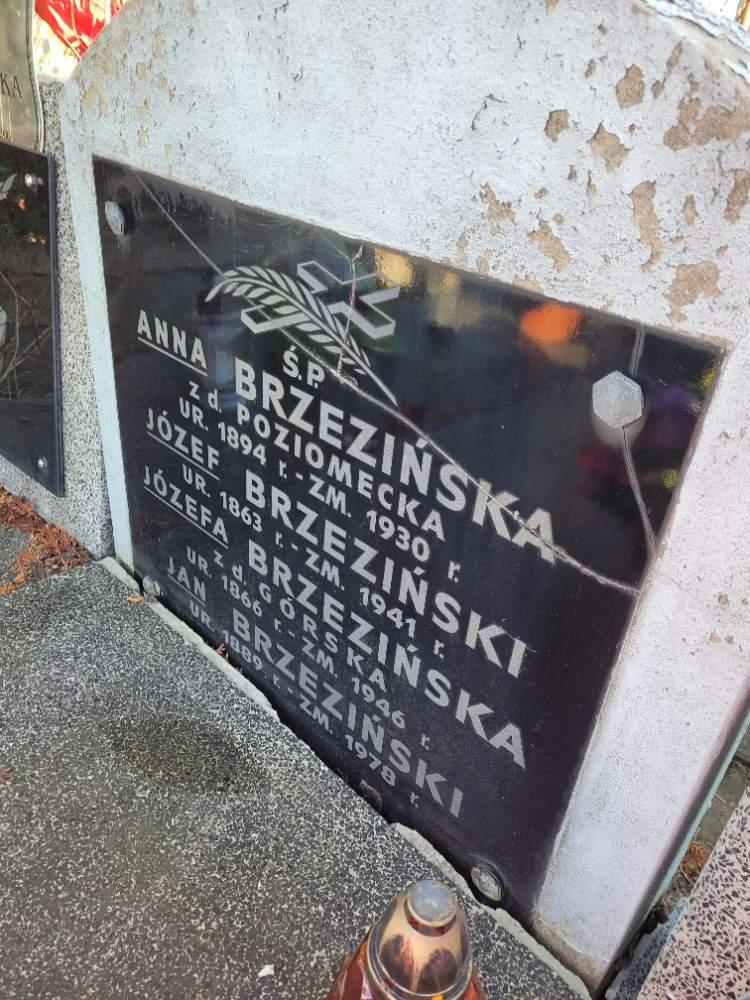 KA
Ś.P.
ANNA BRZEZIŃSKA
z d. POZIOMECKA
UR. 1894 r. - ZM. 1930 r.
JÓZEF BRZEZIŃSKI
UR. 1863 r. - ZM. 1941 r.
JÓZEFA BRZEZIŃSKA
z d. GÓRSKA
UR. 1866 r. - ZM. 1946 r.
JAN BRZEZIŃSKI
UR. 1889 r. - ZM. 1978 r.